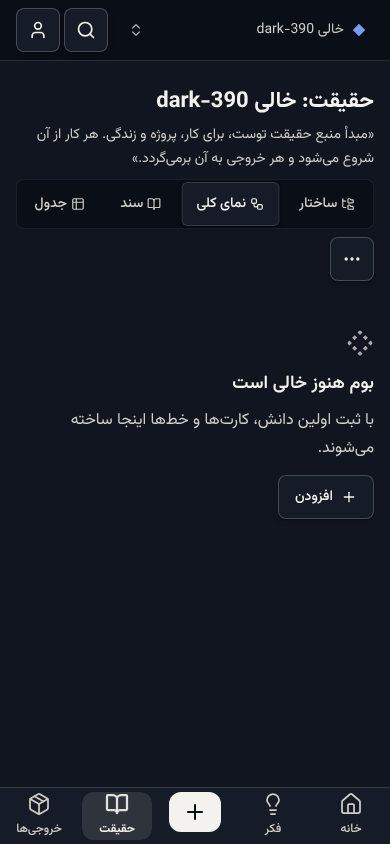 خالی dark-390
حقیقت: خالی dark-390
«مبدأ منبع حقیقت توست، برای کار، پروژه و زندگی. هر کار از آن
شروع می‌شود و هر خروجی به آن برمی‌گردد.»
ساختار
نمای کلی
سند
جدول
بوم هنوز خالی است
با ثبت اولین دانش، کارت‌ها و خط‌ها اینجا ساخته
می‌شوند.
افزودن
خانه
فکر
حقیقت
خروجی‌ها